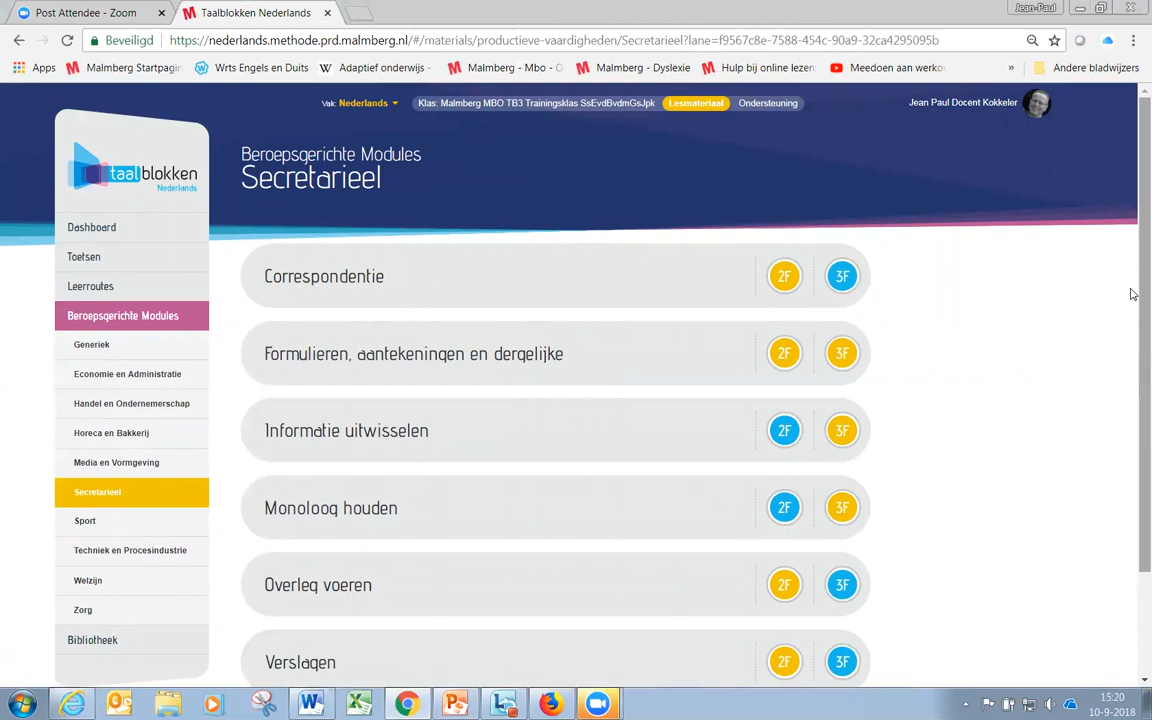 Post Attendee - Zoom
Taalblokken Nederlands
Jean-Paul
Beveiligd
https://nederlands.methode.prd.malmberg.nl/#/materials/productieve-vaardigheden/Secretarieel?lane=f9567c8e-7588-454c-90a9-32ca4295095b
Apps
Malmberg Startpagin
Wrts Engels en Duits
Adaptief onderwijs -
Malmberg - Mbo - O
Malmberg - Dyslexie
Hulp bij online lezen:
Meedoen aan werkov
»
Andere bladwijzers
Vak: Nederlands
Klas: Malmberg MBO TB3 Trainingsklas SsEvdBvdmGsJpk
Lesmateriaal
Ondersteuning
Jean Paul Docent Kokkeler
taalblokken
Nederlands
Beroepsgerichte Modules
Secretarieel
Dashboard
Toetsen
Leerroutes
Beroepsgerichte Modules
Generiek
Economie en Administratie
Handel en Ondernemerschap
Horeca en Bakkerij
Media en Vormgeving
Secretarieel
Sport
Techniek en Procesindustrie
Welzijn
Zorg
Bibliotheek
Correspondentie 2F 3F
Formulieren, aantekeningen en dergelijke 2F 3F
Informatie uitwisselen 2F 3F
Monoloog houden 2F 3F
Overleg voeren 2F 3F
Verslagen 2F 3F
15:20
10-9-2018